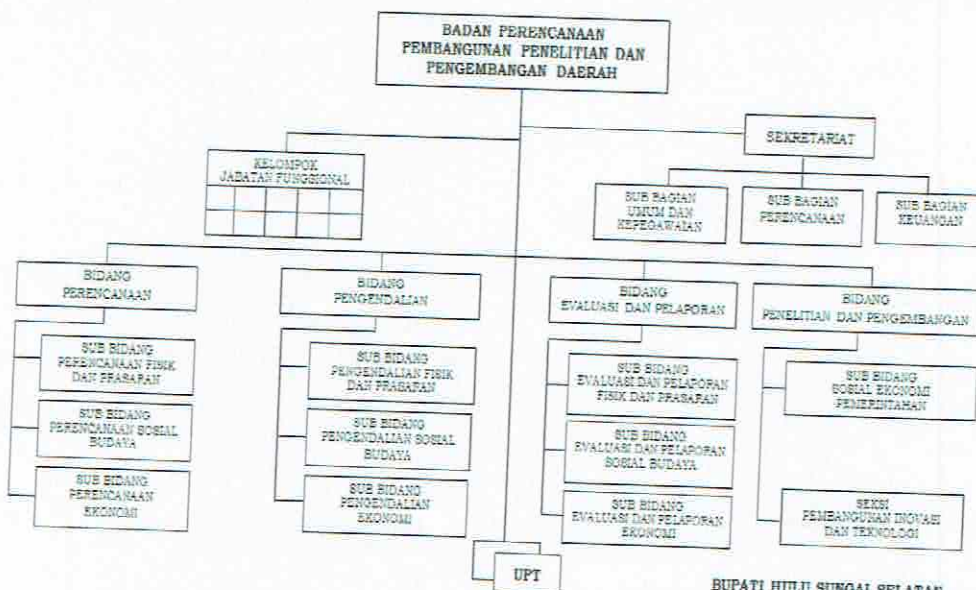 BADAN PERENCANAAN
PEMBANGUNAN PENELITIAN DAN
PENGEMBANGAN DAERAH
SEKRETARIAT
KELOMPOK
JABATAN FUNGSIONAL
SUB BAGIAN
UMUM DAN
KEPEGAWAIAN
SUB BAGIAN
PERENCANAAN
SUB BAGIAN
KEUANGAN
BIDANG
PERENCANAAN
BIDANG
PENGENDALIAN
BIDANG
EVALUASI DAN PELAPORAN
BIDANG
PENELITIAN DAN PENGEMBANGAN
SUB BIDANG
PERENCANAAN FISIK
DAN PRASARAN
SUB BIDANG
PERENCANAAN SOSIAL
BUDAYA
SUB BIDANG
PERENCANAAN
EKONOMI
SUB BIDANG
PENGENDALIAN FISIK
DAN PRASARAN
SUB BIDANG
PENGENDALIAN SOSIAL
BUDAYA
SUB BIDANG
PENGENDALIAN
EKONOMI
SUB BIDANG
EVALUASI DAN PELAPORAN
FISIK DAN PRASARAN
SUB BIDANG
EVALUASI DAN PELAPORAN
SOSIAL BUDAYA
SUB BIDANG
EVALUASI DAN PELAPORAN
EKONOMI
SUB BIDANG
SOSIAL EKONOMI
PEMERINTAHAN
SEKSI
PEMBANGUNAN INOVASI
DAN TEKNOLOGI
UPT
BUPATI HULU SUNGAI SELATAN